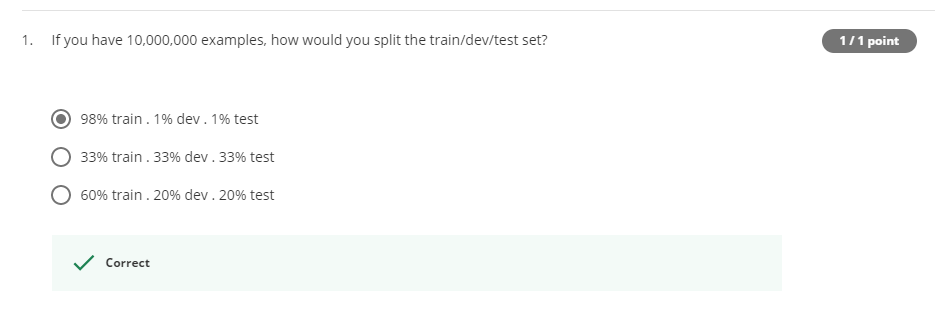 1. If you have 10,000,000 examples, how would you split the train/dev/test set?
1 / 1 point
98% train . 1% dev . 1% test
33% train . 33% dev . 33% test
60% train . 20% dev . 20% test
Correct